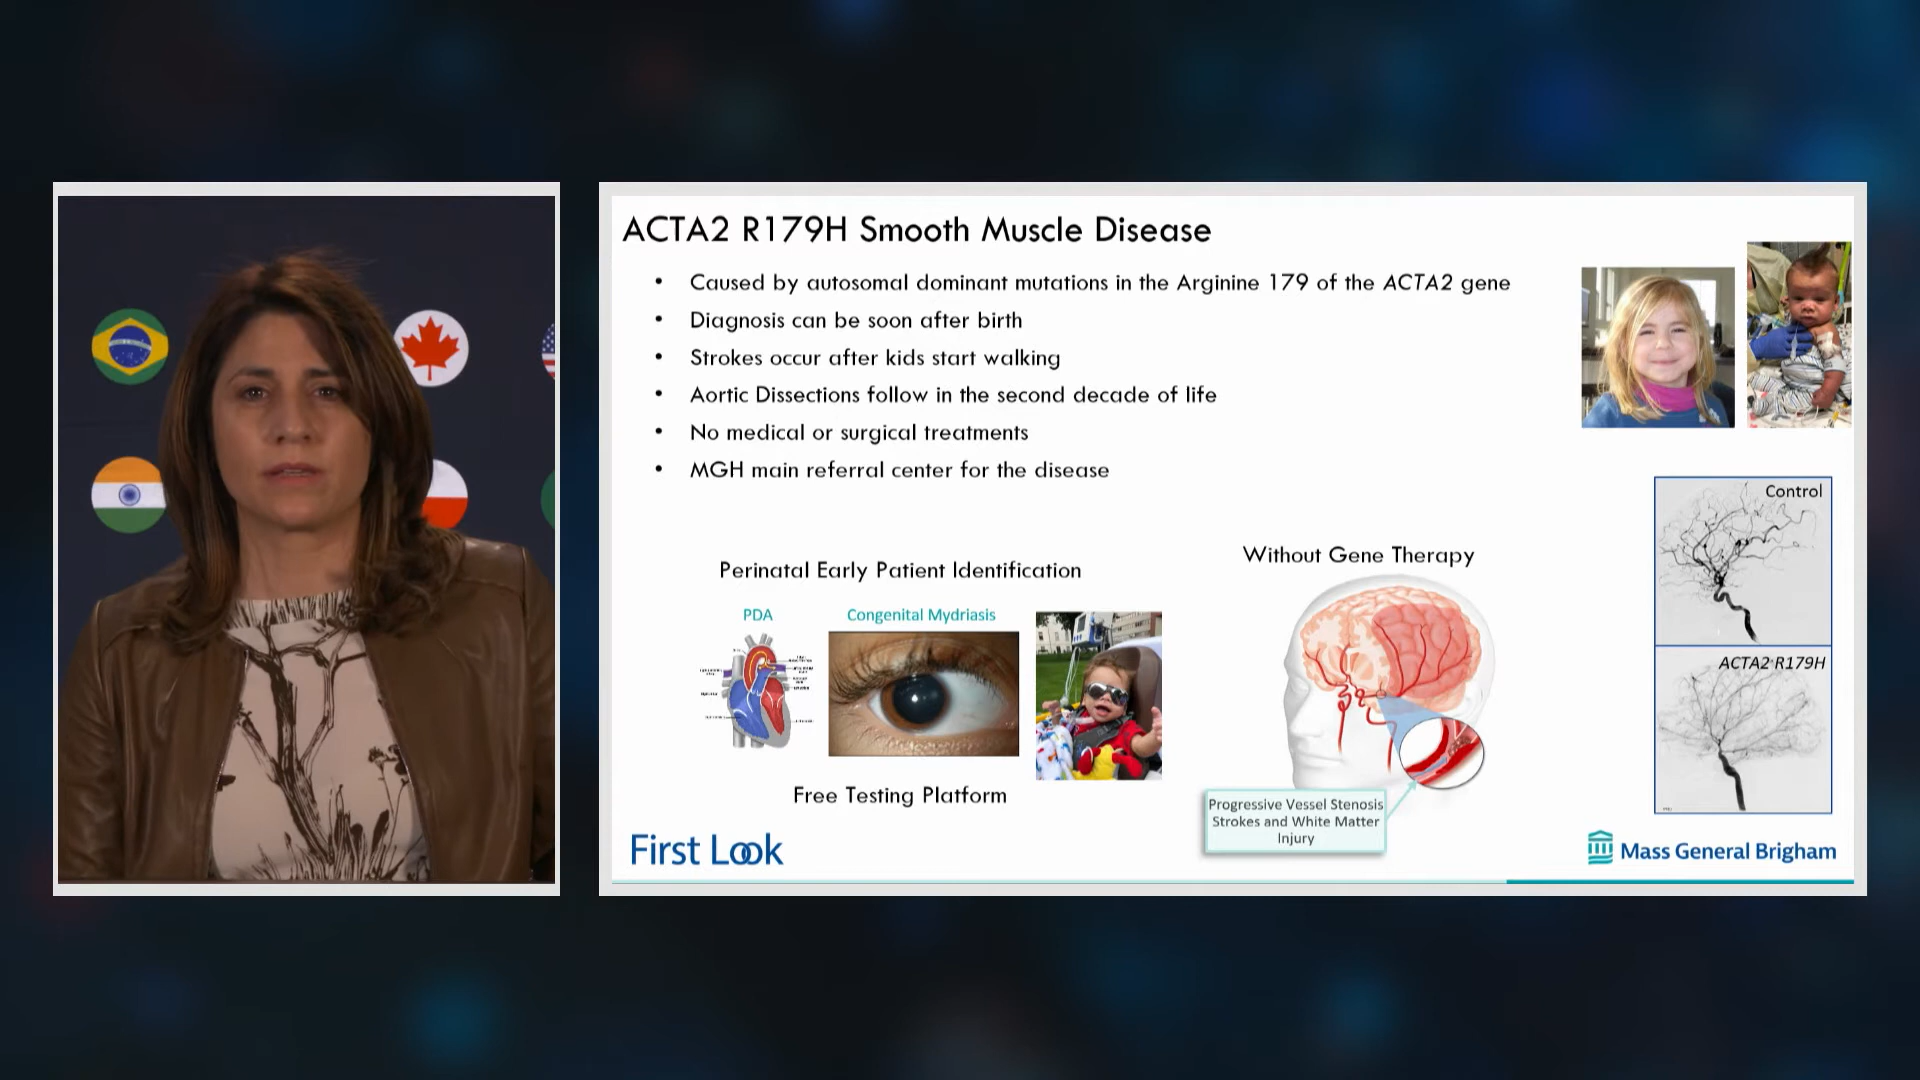 ACTA2 R179H Smooth Muscle Disease
• Caused by autosomal dominant mutations in the Arginine 179 of the ACTA2 gene
• Diagnosis can be soon after birth
• Strokes occur after kids start walking
• Aortic Dissections follow in the second decade of life
• No medical or surgical treatments
• MGH main referral center for the disease
Perinatal Early Patient Identification
PDA
Congenital Mydriasis
Free Testing Platform
Without Gene Therapy
Progressive Vessel Stenosis
Strokes and White Matter
Injury
Control
ACTA2 R179H
First Look
Mass General Brigham